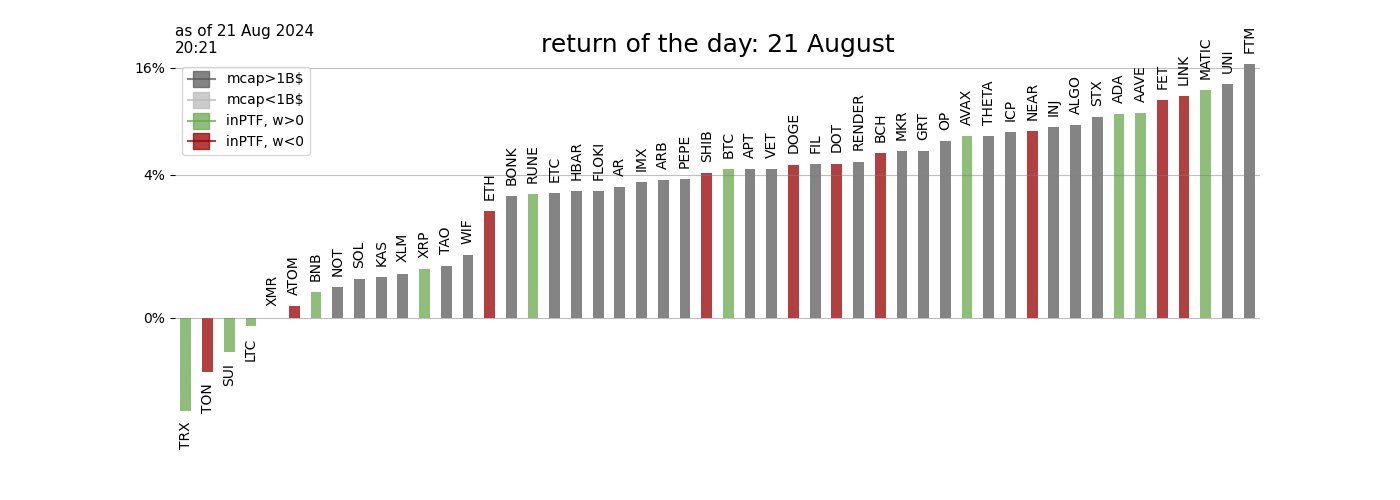 as of 21 Aug 2024
20:21
return of the day: 21 August
16%
4%
0%
mcap>1B$
mcap<1B$
inPTF, w>0
inPTF, w<0
TRX
TON
SUI
LTC
XMR
ATOM
BNB
NOT
SOL
KAS
XLM
XRP
TAO
WIF
ETH
BONK
RUNE
ETC
HBAR
FLOKI
AR
IMX
ARB
PEPE
SHIB
BTC
APT
VET
DOGE
FIL
DOT
RENDER
BCH
MKR
GRT
OP
AVAX
THETA
ICP
NEAR
INJ
ALGO
STX
ADA
AAVE
FET
LINK
MATIC
UNI
FTM